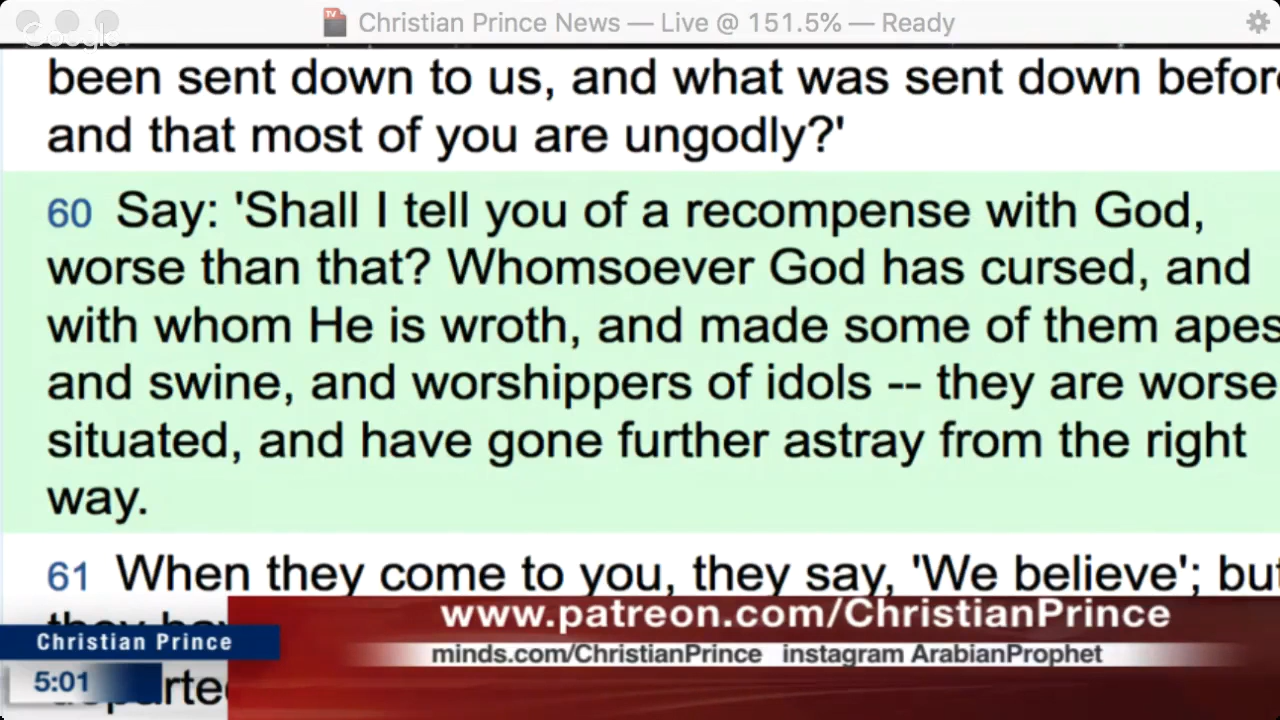 Christian Prince News — Live @ 151.5% — Ready
Google
been sent down to us, and what was sent down befor
and that most of you are ungodly?'
60 Say: 'Shall I tell you of a recompense with God,
worse than that? Whomsoever God has cursed, and
with whom He is wroth, and made some of them apes
and swine, and worshippers of idols -- they are worse
situated, and have gone further astray from the right
way.
61 When they come to you, they say, 'We believe'; but
www.patreon.com/ChristianPrince
Christian Prince
minds.com/ChristianPrince instagram ArabianProphet
5:01